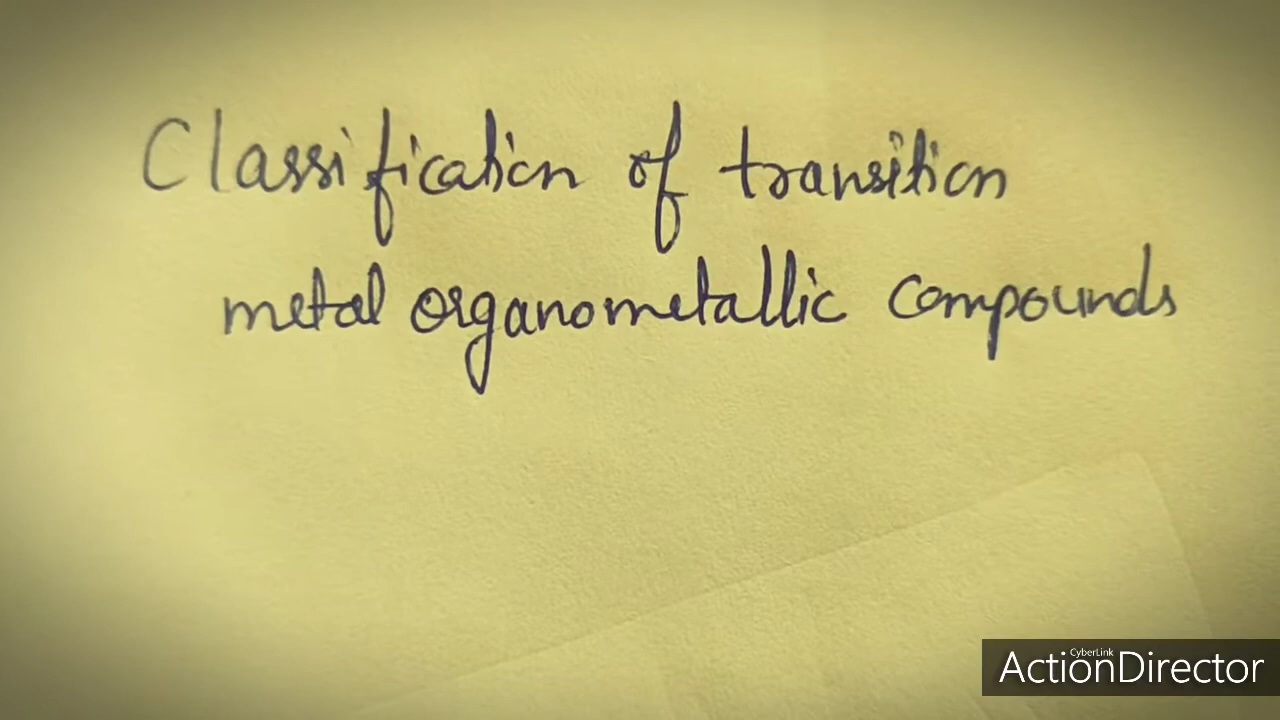 Classification of transition
metal organometallic compounds
CyberLink
ActionDirector